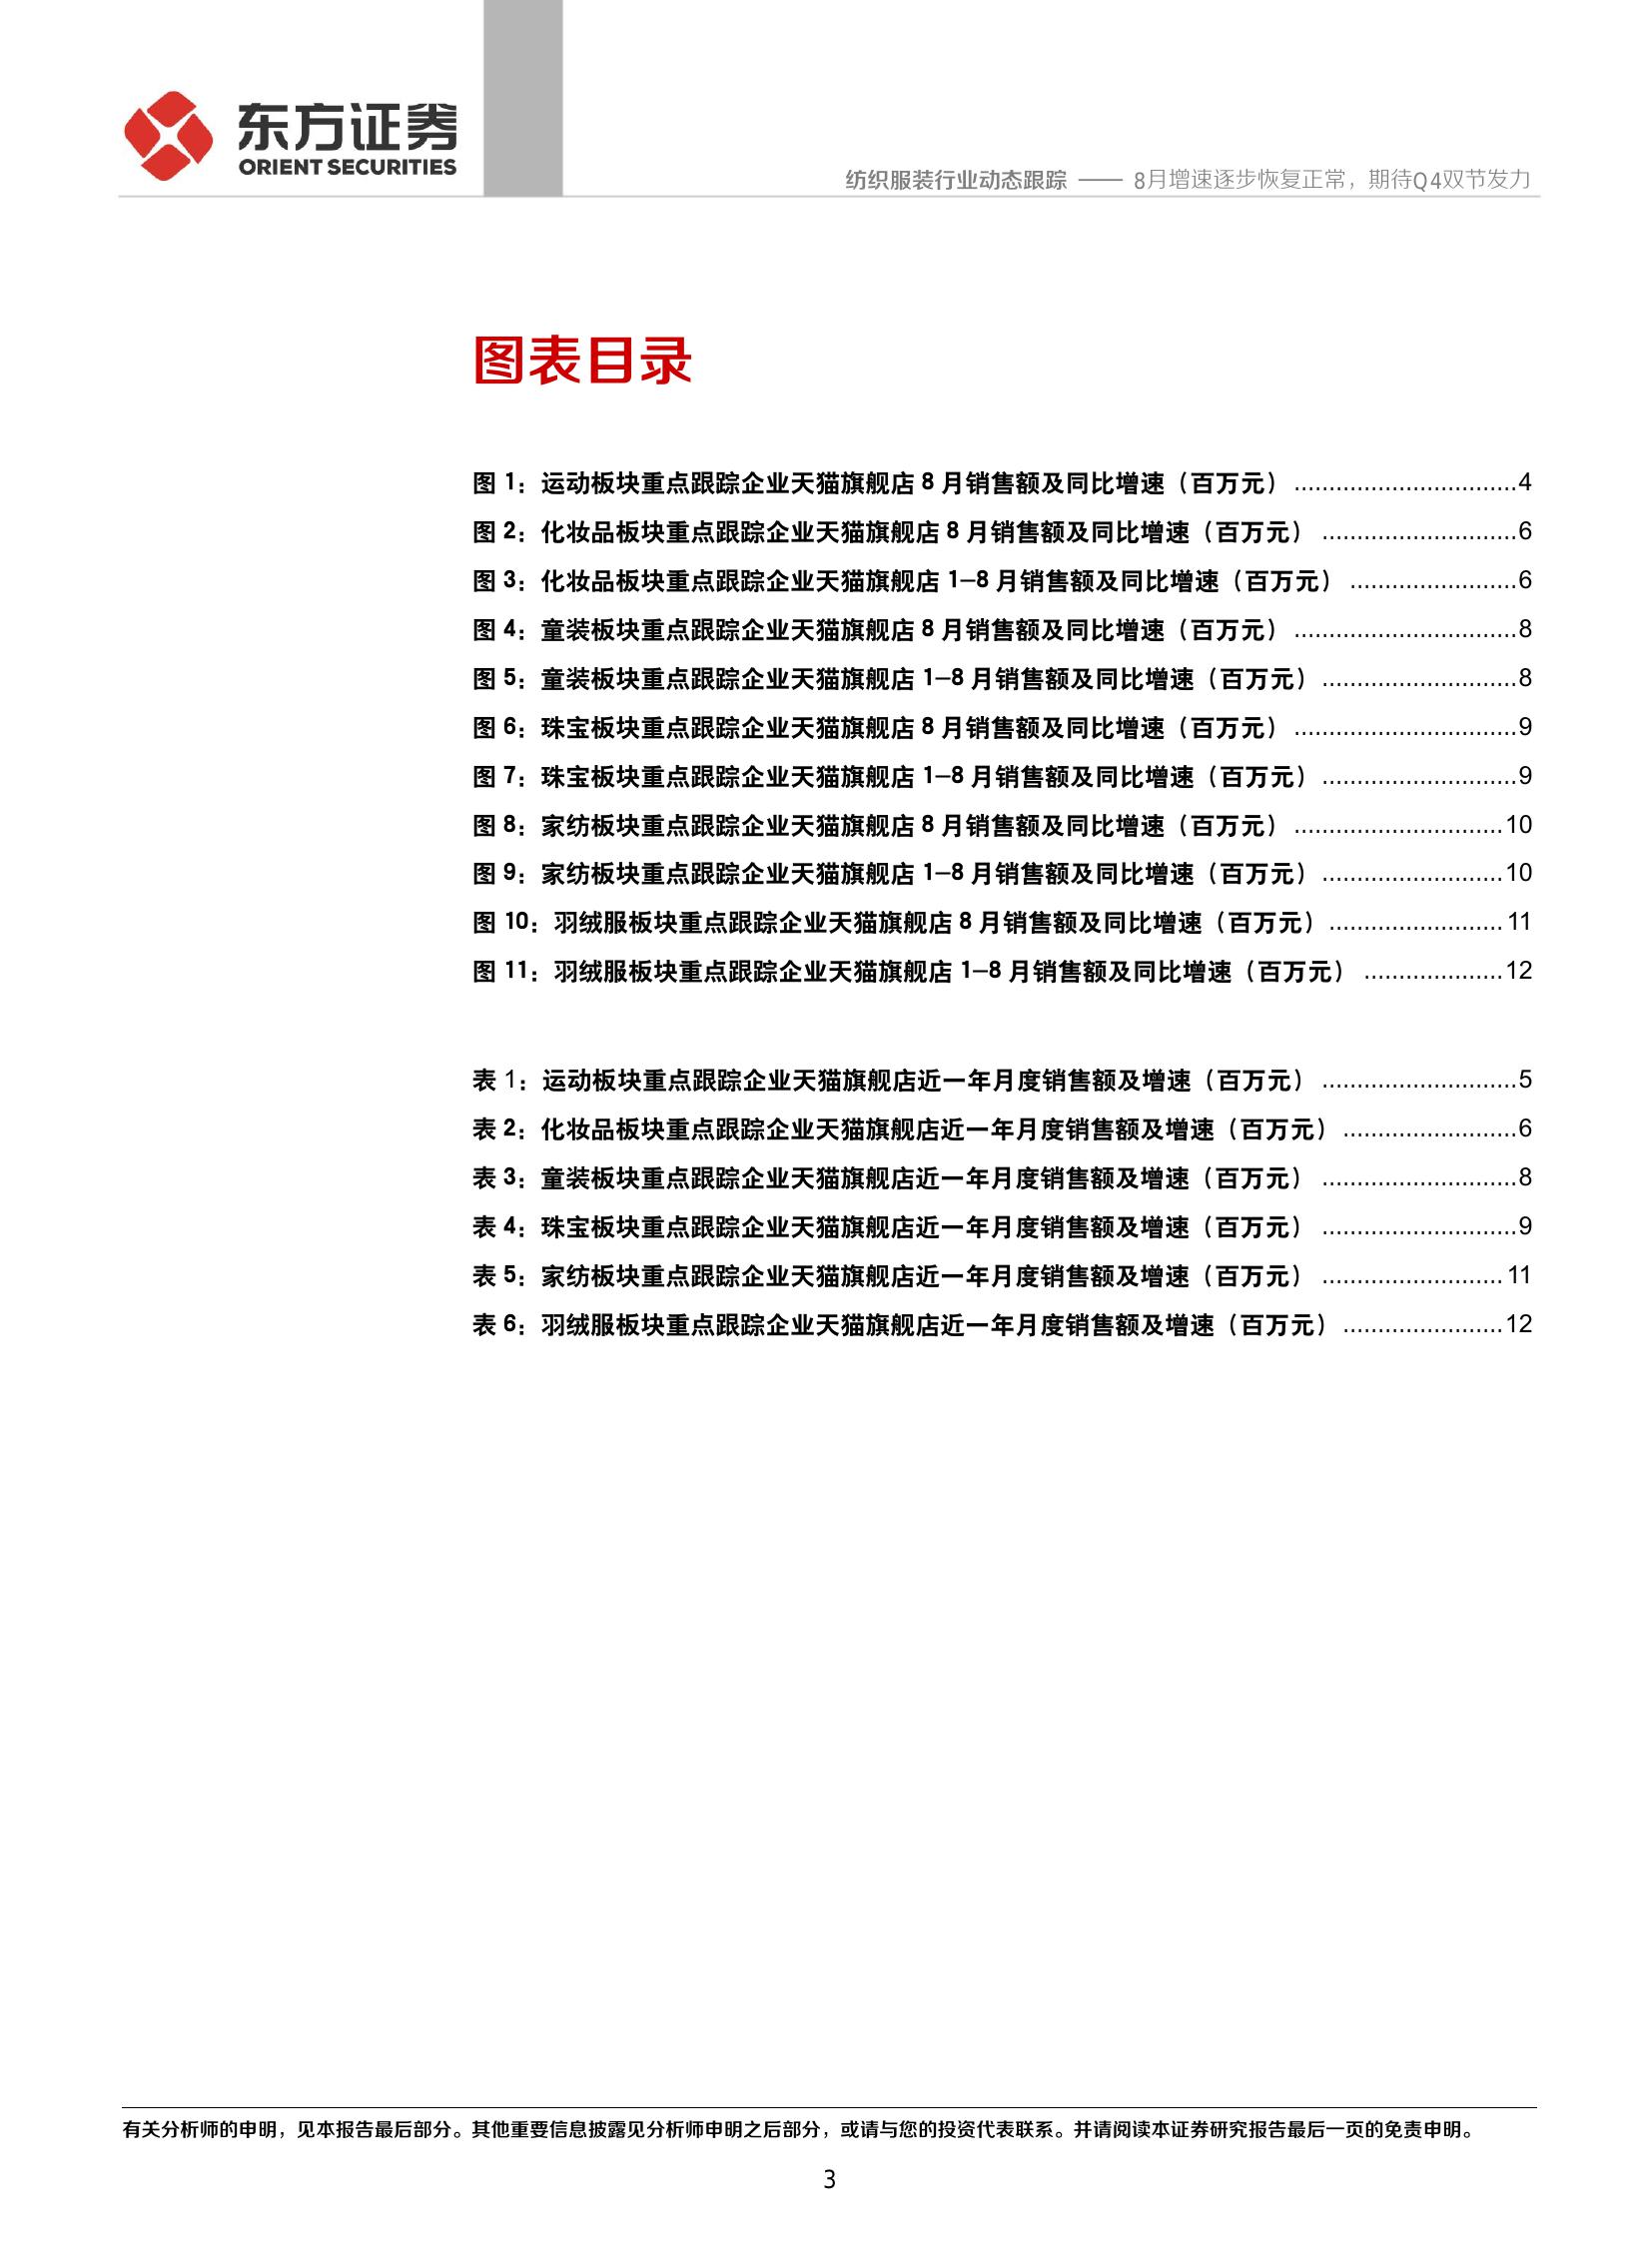 东方证券
ORIENT SECURITIES
纺织服装行业动态跟踪 —— 8月增速逐步恢复正常，期待Q4双节发力
图表目录
图 1：运动板块重点跟踪企业天猫旗舰店 8 月销售额及同比增速（百万元）................................4
图 2：化妆品板块重点跟踪企业天猫旗舰店 8 月销售额及同比增速（百万元）............................6
图 3：化妆品板块重点跟踪企业天猫旗舰店 1–8 月销售额及同比增速（百万元）........................6
图 4：童装板块重点跟踪企业天猫旗舰店 8 月销售额及同比增速（百万元）................................8
图 5：童装板块重点跟踪企业天猫旗舰店 1–8 月销售额及同比增速（百万元）............................8
图 6：珠宝板块重点跟踪企业天猫旗舰店 8 月销售额及同比增速（百万元）................................9
图 7：珠宝板块重点跟踪企业天猫旗舰店 1–8 月销售额及同比增速（百万元）............................9
图 8：家纺板块重点跟踪企业天猫旗舰店 8 月销售额及同比增速（百万元）..............................10
图 9：家纺板块重点跟踪企业天猫旗舰店 1–8 月销售额及同比增速（百万元）..........................10
图 10：羽绒服板块重点跟踪企业天猫旗舰店 8 月销售额及同比增速（百万元）.........................11
图 11：羽绒服板块重点跟踪企业天猫旗舰店 1–8 月销售额及同比增速（百万元）....................12
表 1：运动板块重点跟踪企业天猫旗舰店近一年月度销售额及增速（百万元）............................5
表 2：化妆品板块重点跟踪企业天猫旗舰店近一年月度销售额及增速（百万元）.........................6
表 3：童装板块重点跟踪企业天猫旗舰店近一年月度销售额及增速（百万元）............................8
表 4：珠宝板块重点跟踪企业天猫旗舰店近一年月度销售额及增速（百万元）............................9
表 5：家纺板块重点跟踪企业天猫旗舰店近一年月度销售额及增速（百万元）..........................11
表 6：羽绒服板块重点跟踪企业天猫旗舰店近一年月度销售额及增速（百万元）.......................12
有关分析师的申明，见本报告最后部分。其他重要信息披露见分析师申明之后部分，或请与您的投资代表联系。并请阅读本证券研究报告最后一页的免责申明。
3